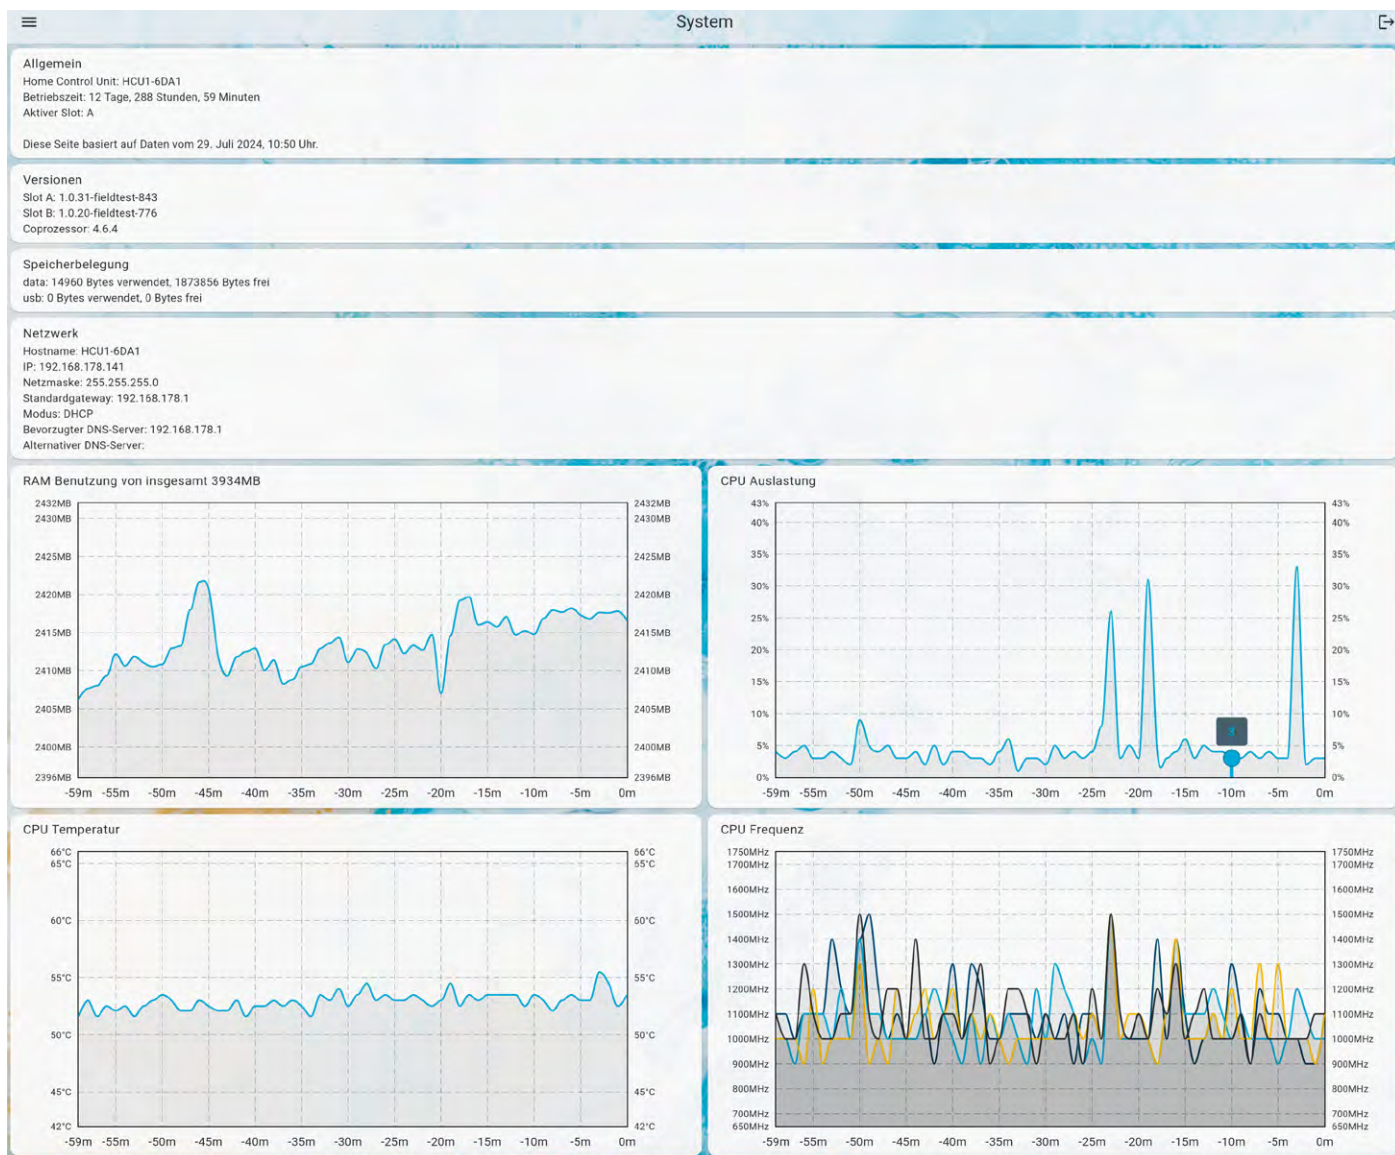 System
Allgemein
Home Control Unit: HCU1-6DA1
Betriebszeit: 12 Tage, 288 Stunden, 59 Minuten
Aktiver Slot: A
Diese Seite basiert auf Daten vom 29. Juli 2024, 10:50 Uhr.
Versionen
Slot A: 1.0.31-fieldtest-843
Slot B: 1.0.20-fieldtest-776
Coprozessor: 4.6.4
Speicherbelegung
data: 14960 Bytes verwendet, 1873856 Bytes frei
usb: 0 Bytes verwendet, 0 Bytes frei
Netzwerk
Hostname: HCU1-6DA1
IP: 192.168.178.141
Netzmaske: 255.255.255.0
Standardgateway: 192.168.178.1
Modus: DHCP
Bevorzugter DNS-Server: 192.168.178.1
Alternativer DNS-Server:
RAM Benutzung von insgesamt 3934MB
2432MB 2432MB
2430MB 2430MB
2425MB 2425MB
2420MB 2420MB
2415MB 2415MB
2410MB 2410MB
2405MB 2405MB
2400MB 2400MB
2396MB 2396MB
-59m -55m -50m -45m -40m -35m -30m -25m -20m -15m -10m -5m 0m
CPU Auslastung
43% 43%
40% 40%
35% 35%
30% 30%
25% 25%
20% 20%
15% 15%
10% 10%
3
5% 5%
0% 0%
-59m -55m -50m -45m -40m -35m -30m -25m -20m -15m -10m -5m 0m
CPU Temperatur
66°C 66°C
65°C 65°C
60°C 60°C
55°C 55°C
50°C 50°C
45°C 45°C
42°C 42°C
-59m -55m -50m -45m -40m -35m -30m -25m -20m -15m -10m -5m 0m
CPU Frequenz
1750MHz 1750MHz
1700MHz 1700MHz
1600MHz 1600MHz
1500MHz 1500MHz
1400MHz 1400MHz
1300MHz 1300MHz
1200MHz 1200MHz
1100MHz 1100MHz
1000MHz 1000MHz
900MHz 900MHz
800MHz 800MHz
700MHz 700MHz
650MHz 650MHz
-59m -55m -50m -45m -40m -35m -30m -25m -20m -15m -10m -5m 0m